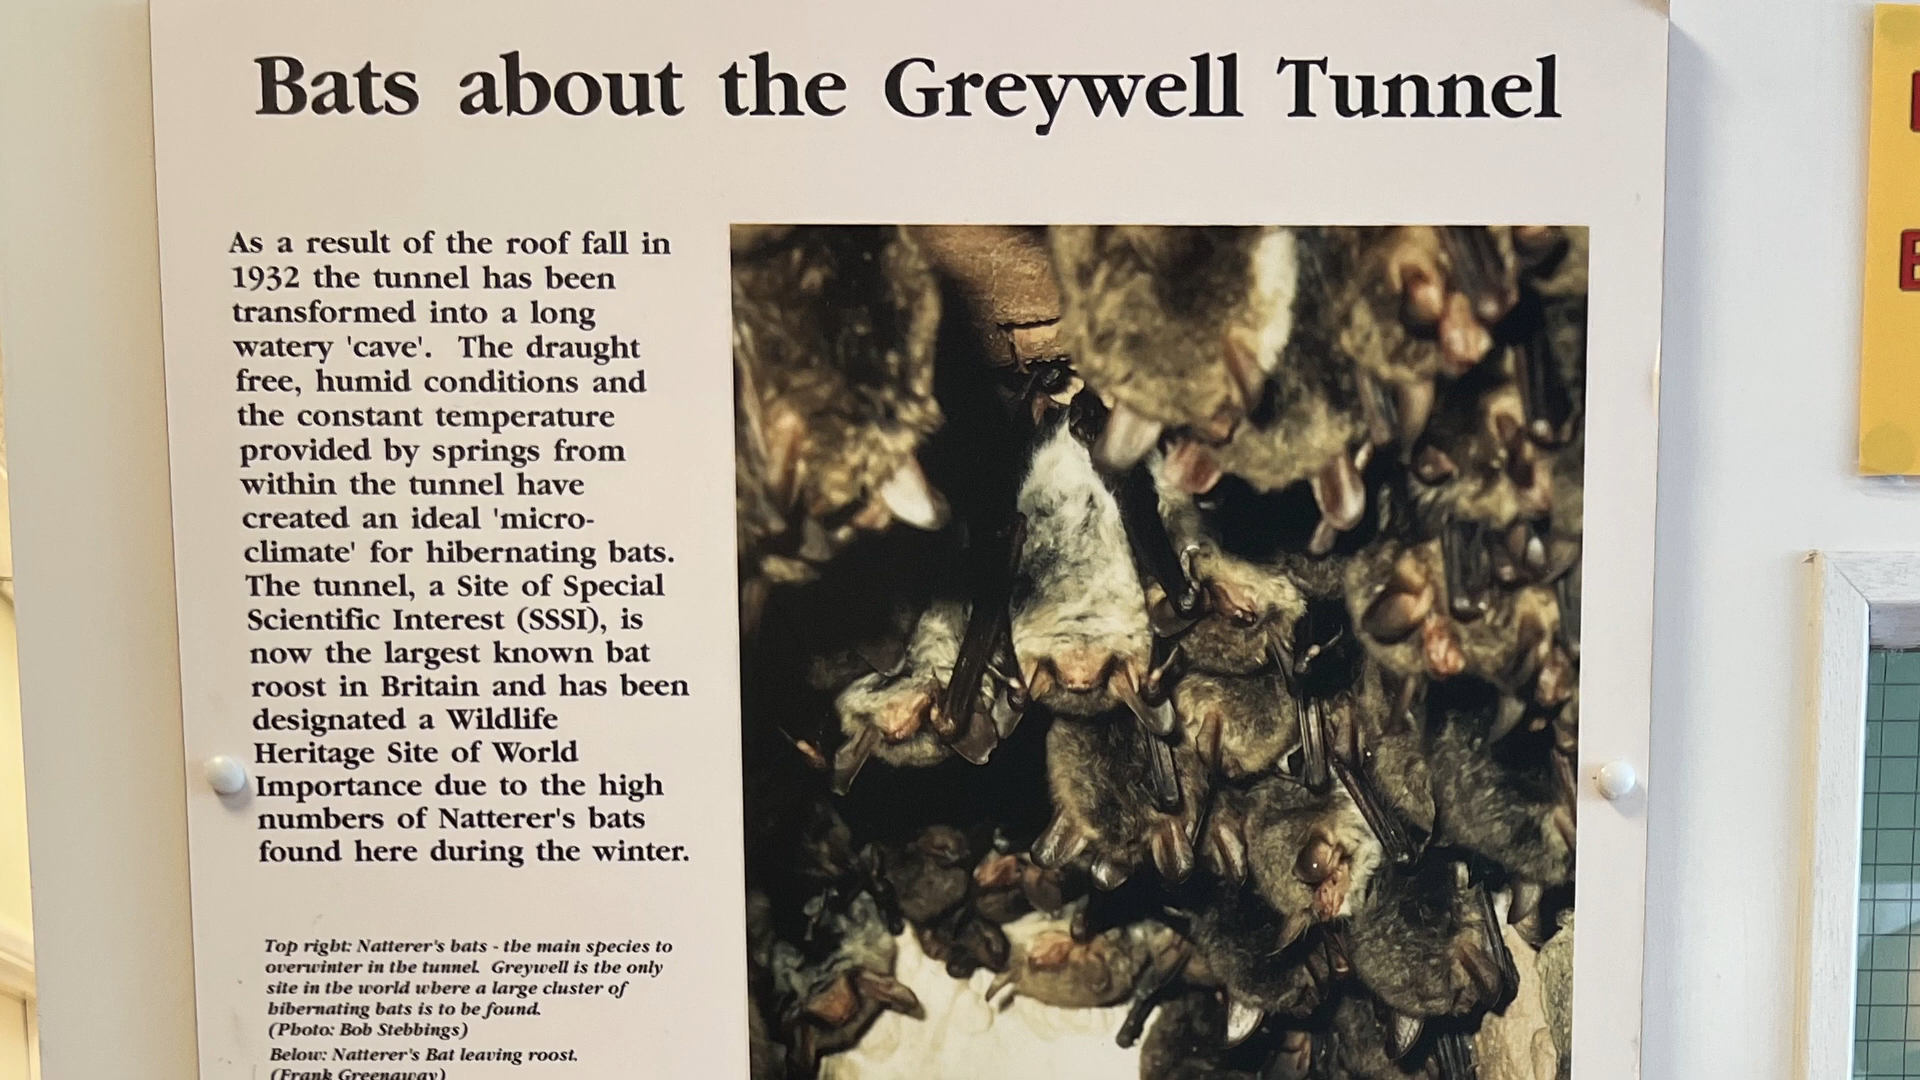 Bats about the Greywell Tunnel
As a result of the roof fall in
1932 the tunnel has been
transformed into a long
watery 'cave'. The draught
free, humid conditions and
the constant temperature
provided by springs from
within the tunnel have
created an ideal 'micro-
climate' for hibernating bats.
The tunnel, a Site of Special
Scientific Interest (SSSI), is
now the largest known bat
roost in Britain and has been
designated a Wildlife
Heritage Site of World
Importance due to the high
numbers of Natterer's bats
found here during the winter.
Top right: Natterer's bats - the main species to
overwinter in the tunnel. Greywell is the only
site in the world where a large cluster of
hibernating bats is to be found.
(Photo: Bob Stebbings)
Below: Natterer's Bat leaving roost.
(Frank Greenaway)